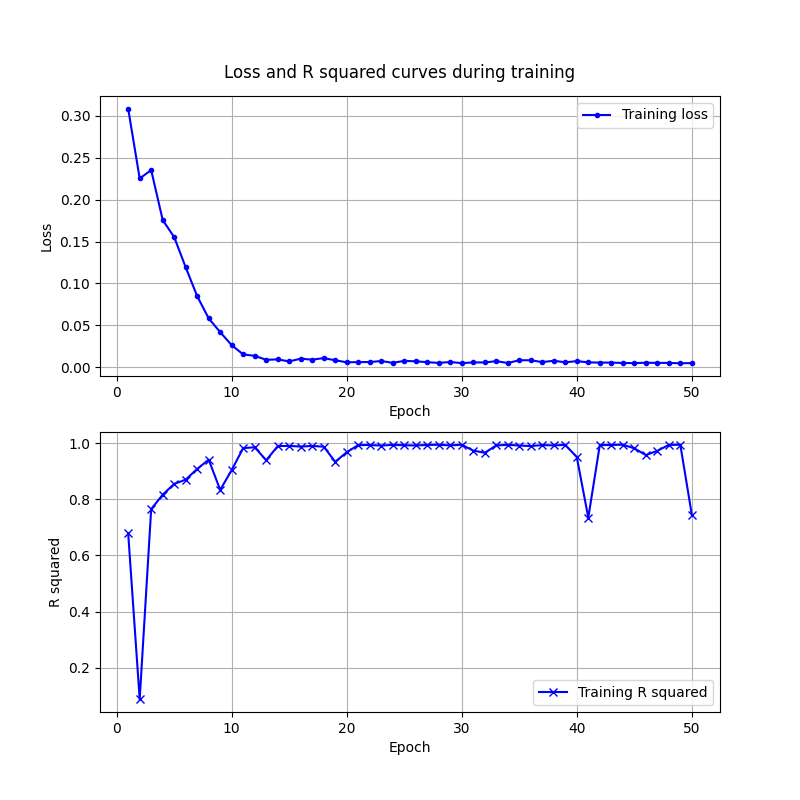 Loss and R squared curves during training
Training loss
0.30
0.25
0.20
0.15
0.10
0.05
0.00
Loss
0 10 20 30 40 50
Epoch
1.0
0.8
0.6
0.4
0.2
R squared
Training R squared
0 10 20 30 40 50
Epoch